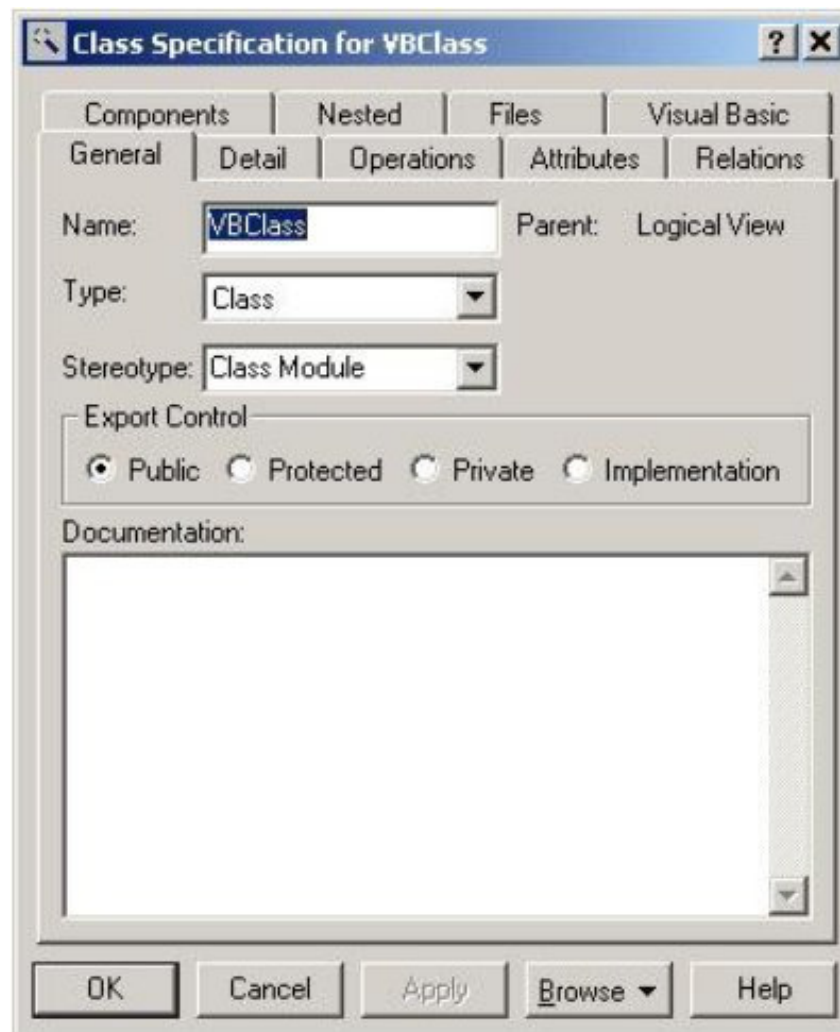 Class Specification for VBClass
Components Nested Files Visual Basic
General Detail Operations Attributes Relations
Name: VBClass Parent: Logical View
Type: Class
Stereotype: Class Module
Export Control
Public Protected Private Implementation
Documentation:
OK Cancel Apply Browse Help